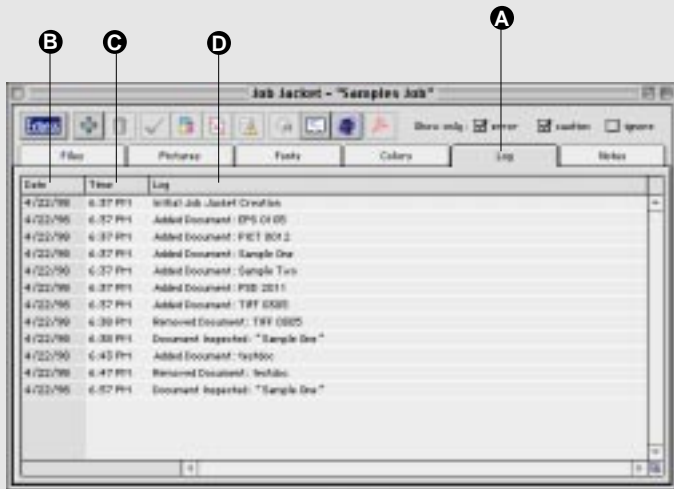 A
B C D
Job Jacket - "Samples Job"
Show only: error caution ignore
Files Pictures Fonts Colors Log Notes
Date Time Log
4/22/98 6:37 PM Initial Job Jacket Creation
4/22/98 6:37 PM Added Document: EPS 0105
4/22/98 6:37 PM Added Document: PICT 0012
4/22/98 6:37 PM Added Document: Sample One
4/22/98 6:37 PM Added Document: Sample Two
4/22/98 6:37 PM Added Document: PSD 2011
4/22/98 6:37 PM Added Document: TIFF 0305
4/22/98 6:38 PM Removed Document: TIFF
4/22/98 6:38 PM Document Inspected: "Sample One"
4/22/98 6:43 PM Added Document: testdoc
4/22/98 6:47 PM Removed Document: testdoc
4/22/98 6:57 PM Document Inspected: "Sample One"